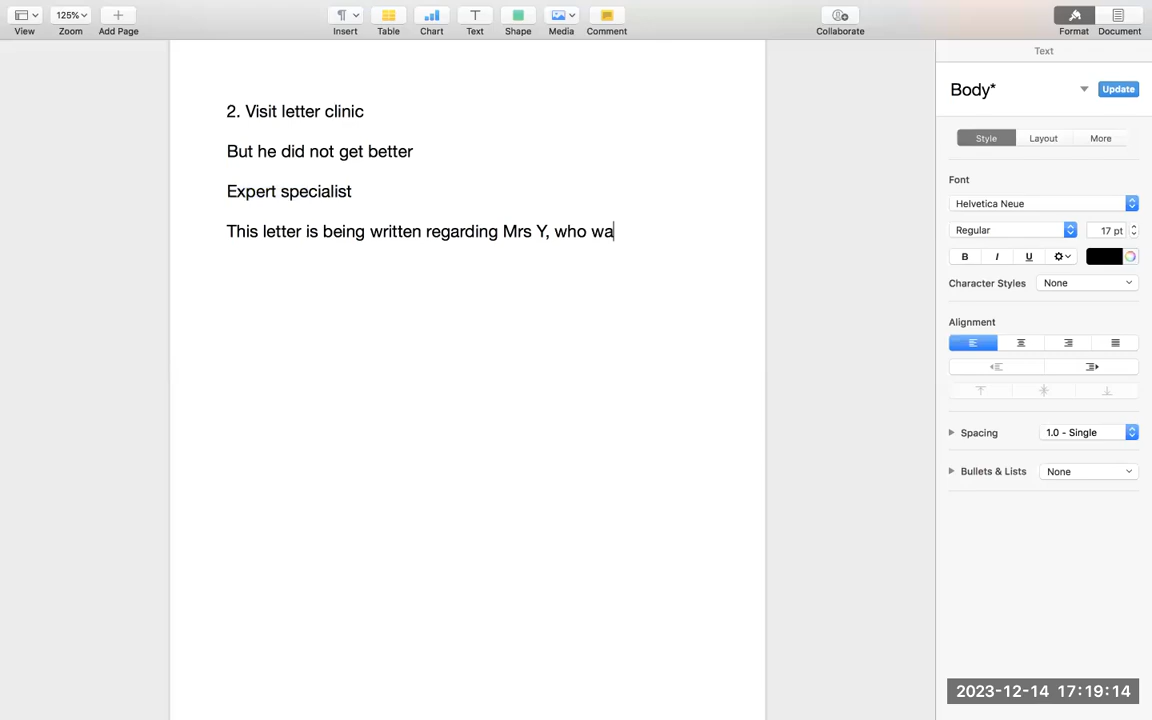 View
125%
Zoom
Add Page
Insert
Table
Chart
Text
Shape
Media
Comment
Collaborate
Format
Document
Text
2. Visit letter clinic
But he did not get better
Expert specialist
This letter is being written regarding Mrs Y, who wa
Body*
Update
Style
Layout
More
Font
Helvetica Neue
Regular
17 pt
B I U
Character Styles
None
Alignment
Spacing
1.0 - Single
Bullets & Lists
None
2023-12-14 17:19:14